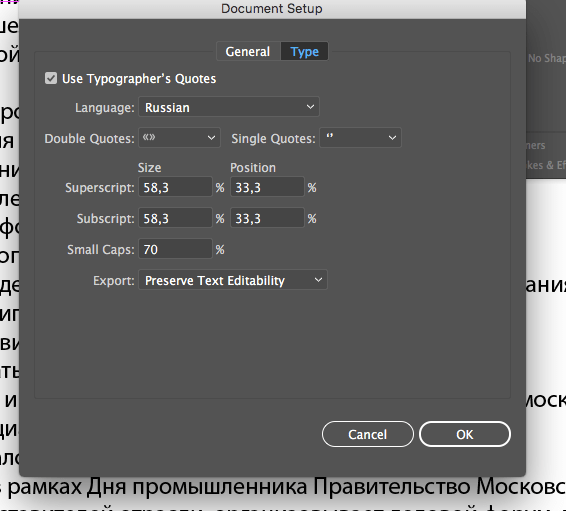 Document Setup
General Type
Use Typographer's Quotes
No Shap
Language: Russian
Double Quotes: «» Single Quotes: ‘’
ners
kes & Ef
Size Position
Superscript: 58,3 % 33,3 %
Subscript: 58,3 % 33,3 %
Small Caps: 70 %
Export: Preserve Text Editability
ания
и моск
Cancel OK
в рамках Дня промышленника Правительство Московс